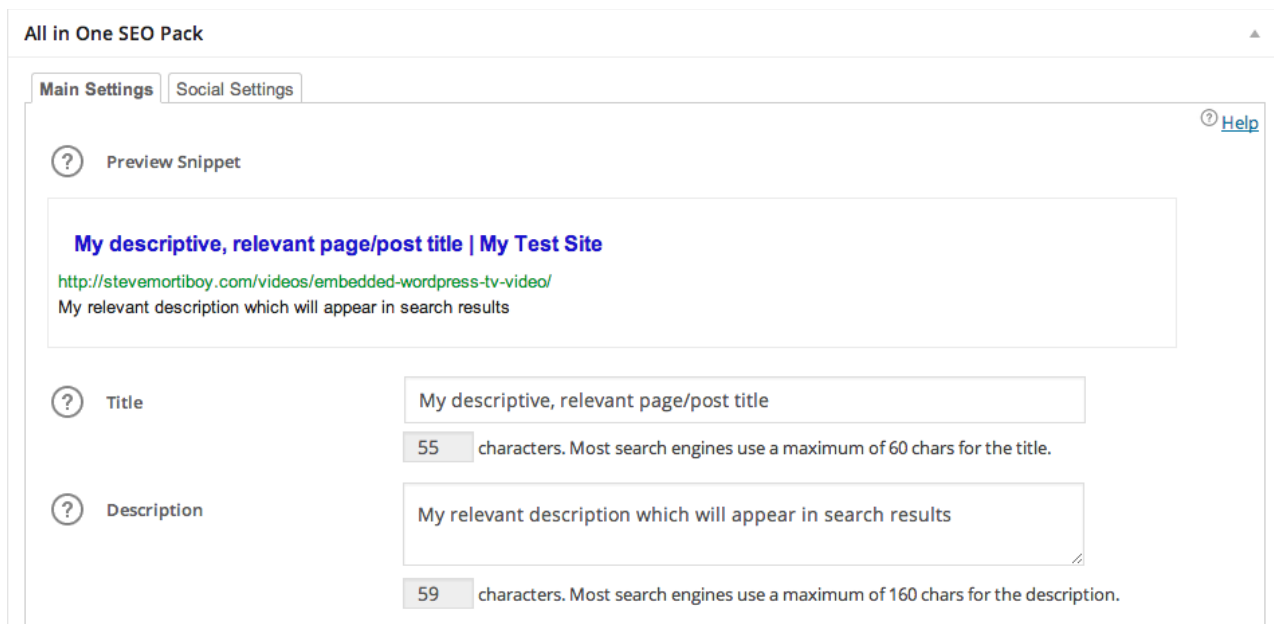 All in One SEO Pack
Main Settings Social Settings
? Help
? Preview Snippet
My descriptive, relevant page/post title | My Test Site
http://stevemortiboy.com/videos/embedded-wordpress-tv-video/
My relevant description which will appear in search results
? Title My descriptive, relevant page/post title
55 characters. Most search engines use a maximum of 60 chars for the title.
? Description My relevant description which will appear in search results
59 characters. Most search engines use a maximum of 160 chars for the description.